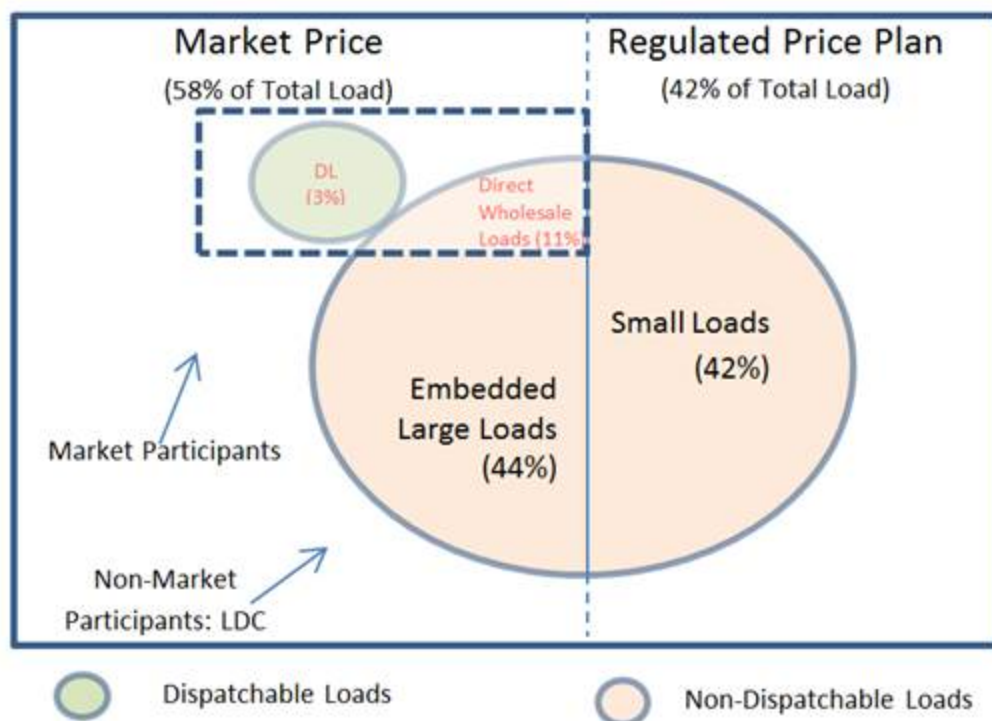 Market Price
(58% of Total Load)
Regulated Price Plan
(42% of Total Load)
DL
(3%)
Direct
Wholesale
Loads (11%
Small Loads
(42%)
Embedded
Large Loads
(44%)
Market Participants
Non-Market
Participants: LDC
Dispatchable Loads
Non-Dispatchable Loads